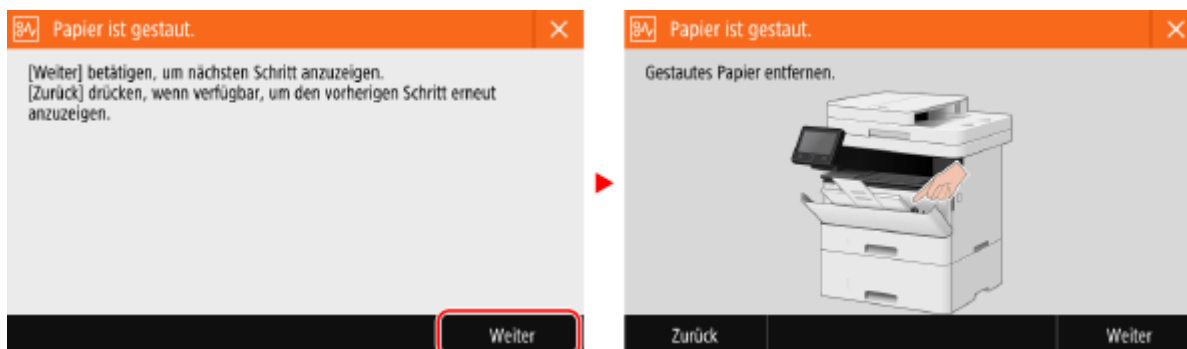 Papier ist gestaut.
[Weiter] betätigen, um nächsten Schritt anzuzeigen.
[Zurück] drücken, wenn verfügbar, um den vorherigen Schritt erneut
anzuzeigen.
Weiter
Papier ist gestaut.
Gestautes Papier entfernen.
Zurück
Weiter